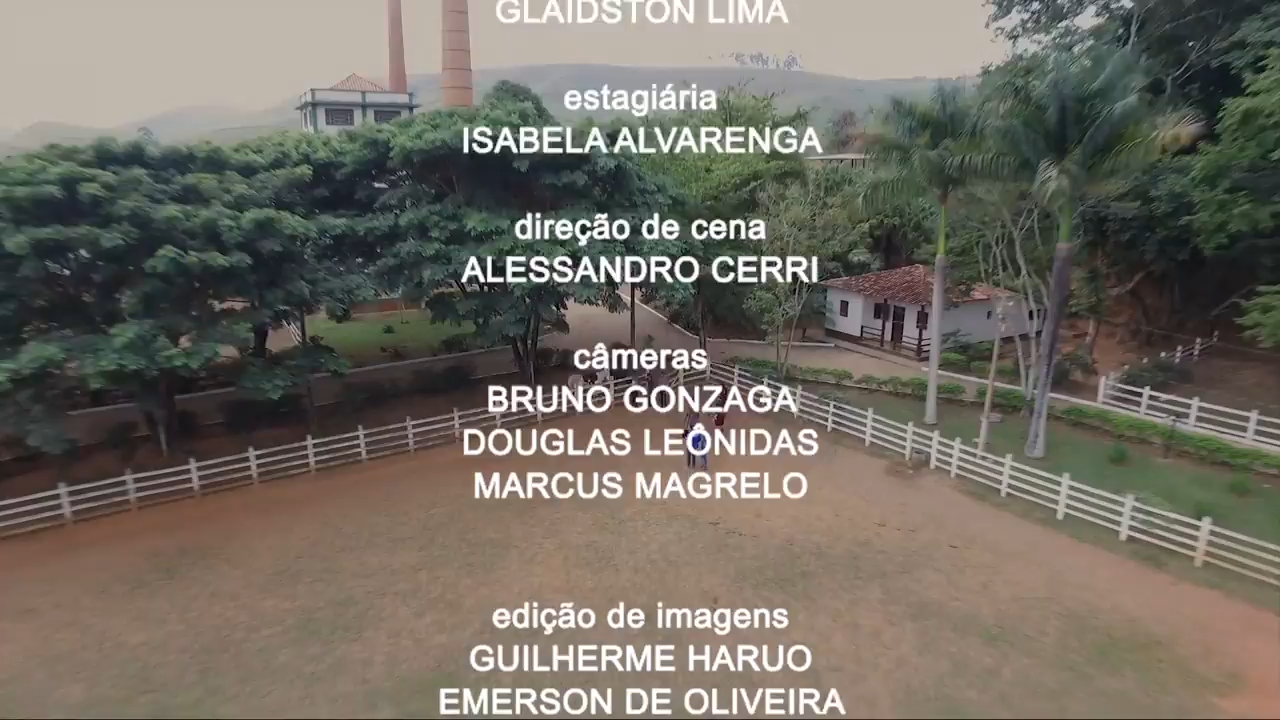 GLAIDSTON LIMA
estagiária
ISABELA ALVARENGA
direção de cena
ALESSANDRO CERRI
câmeras
BRUNO GONZAGA
DOUGLAS LEÔNIDAS
MARCUS MAGRELO
edição de imagens
GUILHERME HARUO
EMERSON DE OLIVEIRA